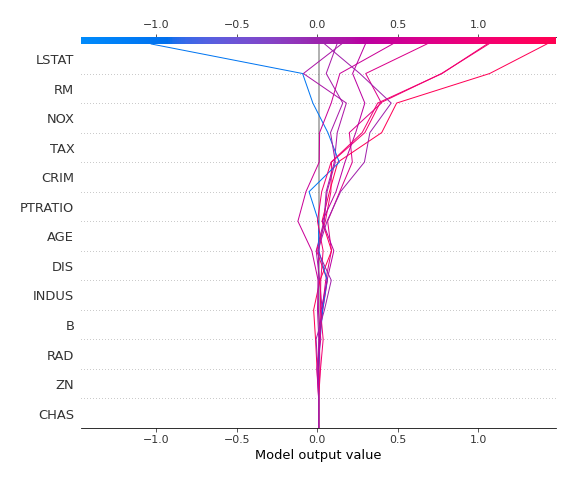 −1.0 −0.5 0.0 0.5 1.0
LSTAT
RM
NOX
TAX
CRIM
PTRATIO
AGE
DIS
INDUS
B
RAD
ZN
CHAS
−1.0 −0.5 0.0 0.5 1.0
Model output value